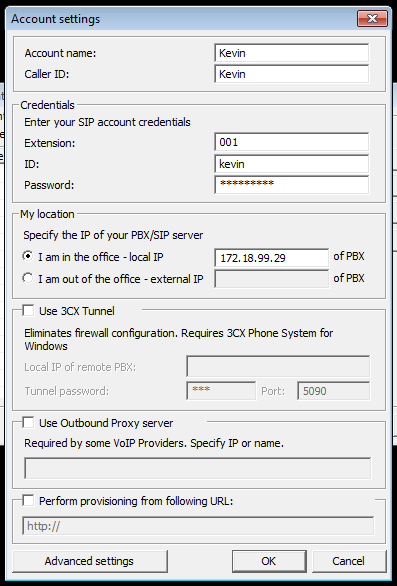 Account settings
Account name: Kevin
Caller ID: Kevin
Credentials
Enter your SIP account credentials
Extension: 001
ID: kevin
Password: *********
My location
Specify the IP of your PBX/SIP server
I am in the office - local IP 172.18.99.29 of PBX
I am out of the office - external IP of PBX
Use 3CX Tunnel
Eliminates firewall configuration. Requires 3CX Phone System for
Windows
Local IP of remote PBX:
Tunnel password: *** Port: 5090
Use Outbound Proxy server
Required by some VoIP Providers. Specify IP or name.
Perform provisioning from following URL:
http://
Advanced settings OK Cancel